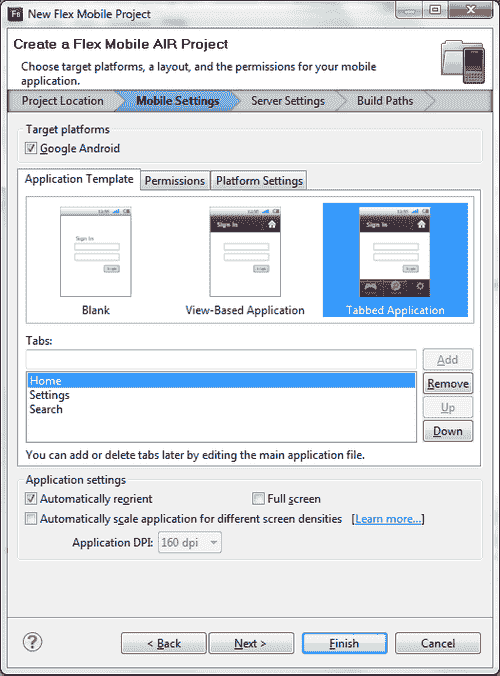 Fb New Flex Mobile Project
Create a Flex Mobile AIR Project
Choose target platforms, a layout, and the permissions for your mobile
application.
Project Location Mobile Settings Server Settings Build Paths
Target platforms
Google Android
Application Template Permissions Platform Settings
Sign In Sign In Sign In
Blank View-Based Application Tabbed Application
Tabs:
Add
Home
Remove
Settings
Search
Up
Down
You can add or delete tabs later by editing the main application file.
Application settings
Automatically reorient Full screen
Automatically scale application for different screen densities [Learn more...]
Application DPI: 160 dpi
? < Back Next > Finish Cancel